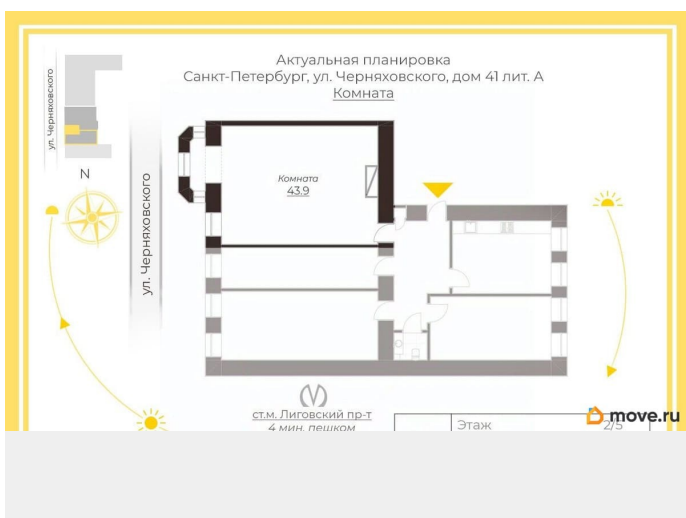 Актуальная планировка
Санкт-Петербург, ул. Черняховского, дом 41 лит. А
Комната
ул. Черняховского
N
ул. Черняховского
Комната
43.9
ст.м. Лиговский пр-т
4 мин. пешком
Этаж
2/5
move.ru